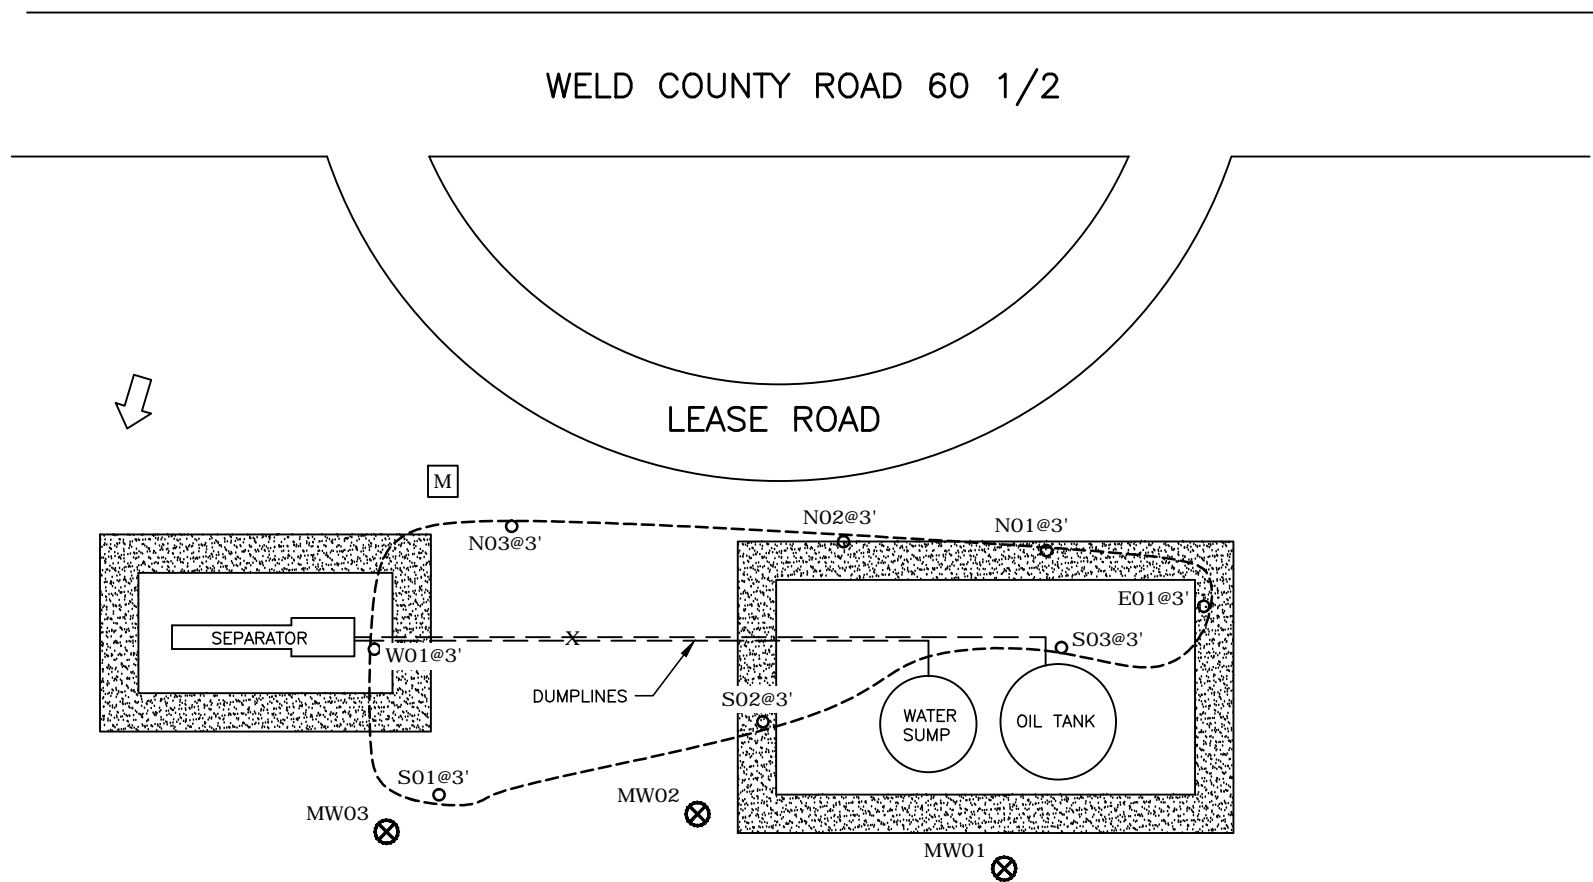 WELD COUNTY ROAD 60 1/2
LEASE ROAD
M
N03@3'
N02@3'
N01@3'
E01@3'
SEPARATOR
W01@3'
X
S03@3'
DUMPLINES
S02@3'
WATER
SUMP
OIL TANK
S01@3'
MW03
MW02
MW01